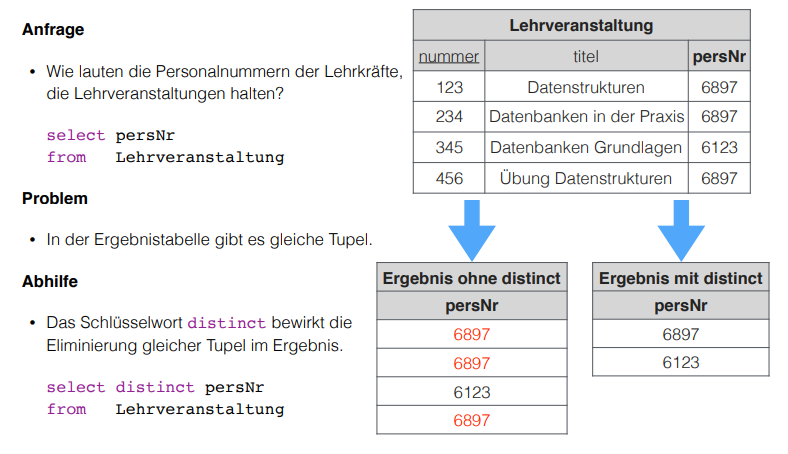 Anfrage
• Wie lauten die Personalnummern der Lehrkräfte,
die Lehrveranstaltungen halten?
select persNr
from   Lehrveranstaltung
Problem
• In der Ergebnistabelle gibt es gleiche Tupel.
Abhilfe
• Das Schlüsselwort distinct bewirkt die
Eliminierung gleicher Tupel im Ergebnis.
select distinct persNr
from   Lehrveranstaltung
Lehrveranstaltung
nummer titel persNr
123 Datenstrukturen 6897
234 Datenbanken in der Praxis 6897
345 Datenbanken Grundlagen 6123
456 Übung Datenstrukturen 6897
Ergebnis ohne distinct
persNr
6897
6897
6123
6897
Ergebnis mit distinct
persNr
6897
6123